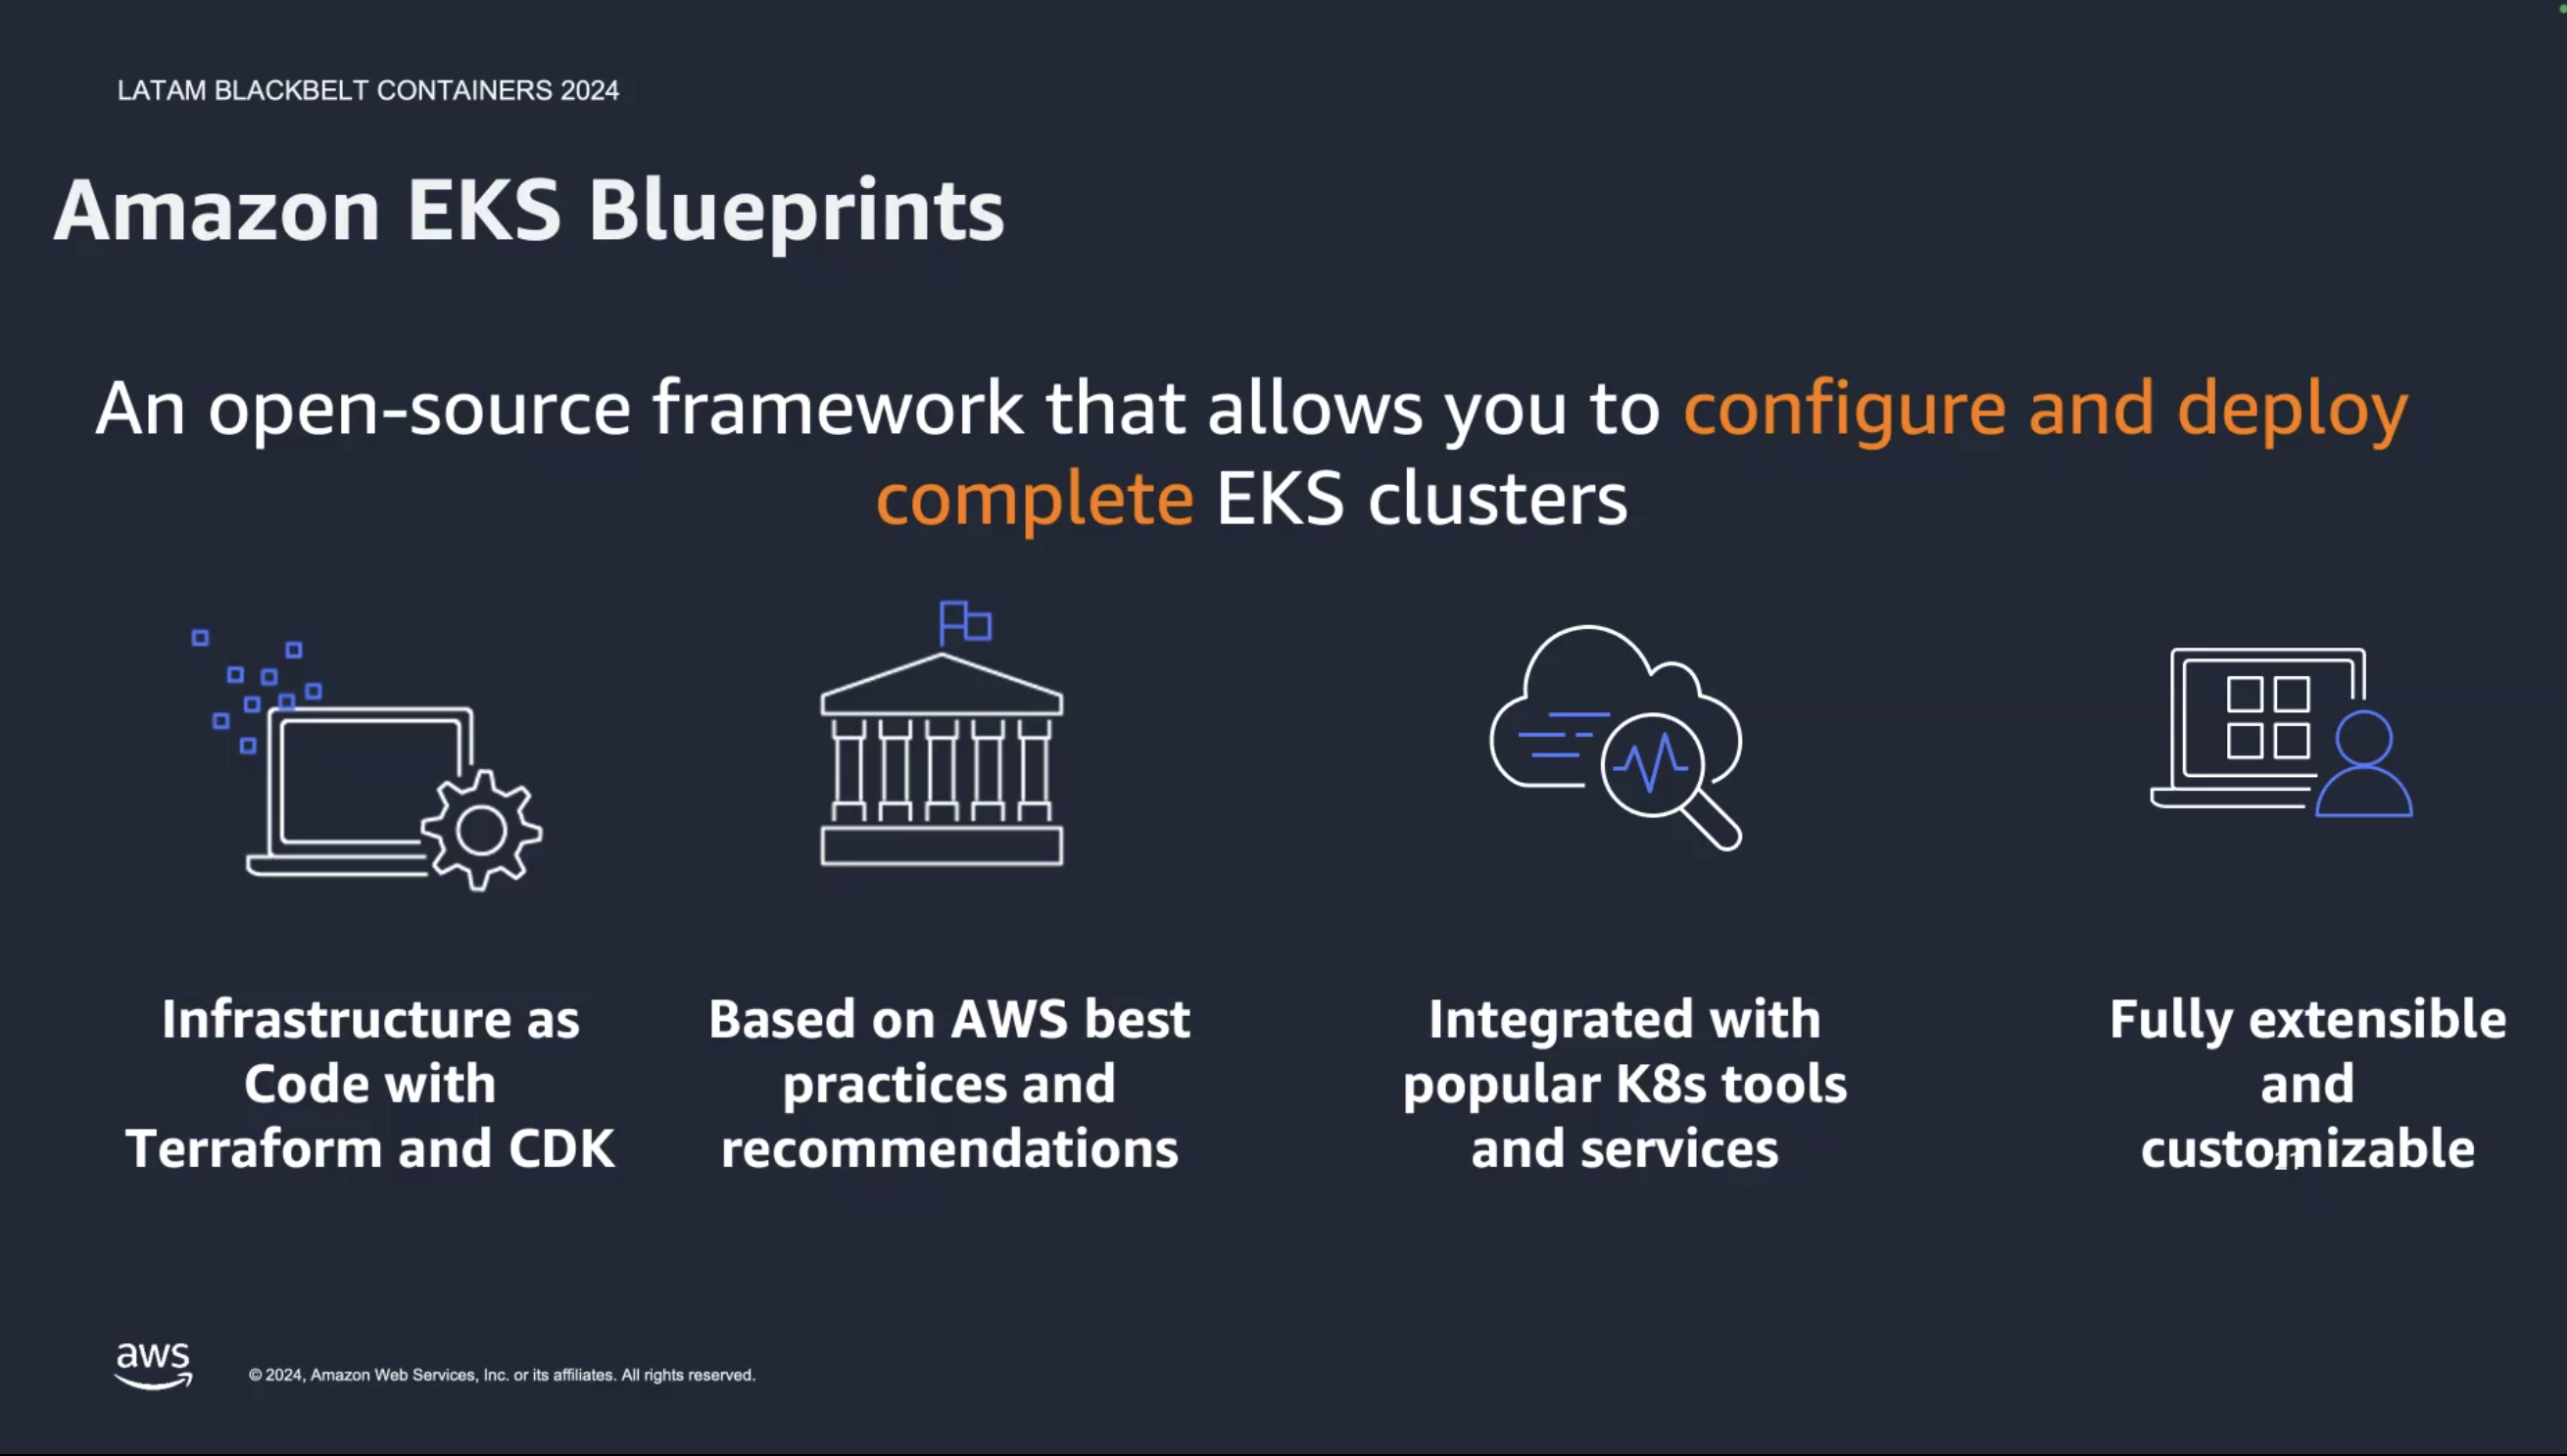 LATAM BLACKBELT CONTAINERS 2024
Amazon EKS Blueprints
An open-source framework that allows you to configure and deploy
complete EKS clusters
Infrastructure as
Code with
Terraform and CDK
Based on AWS best
practices and
recommendations
Integrated with
popular K8s tools
and services
Fully extensible
and
customizable
aws
© 2024, Amazon Web Services, Inc. or its affiliates. All rights reserved.